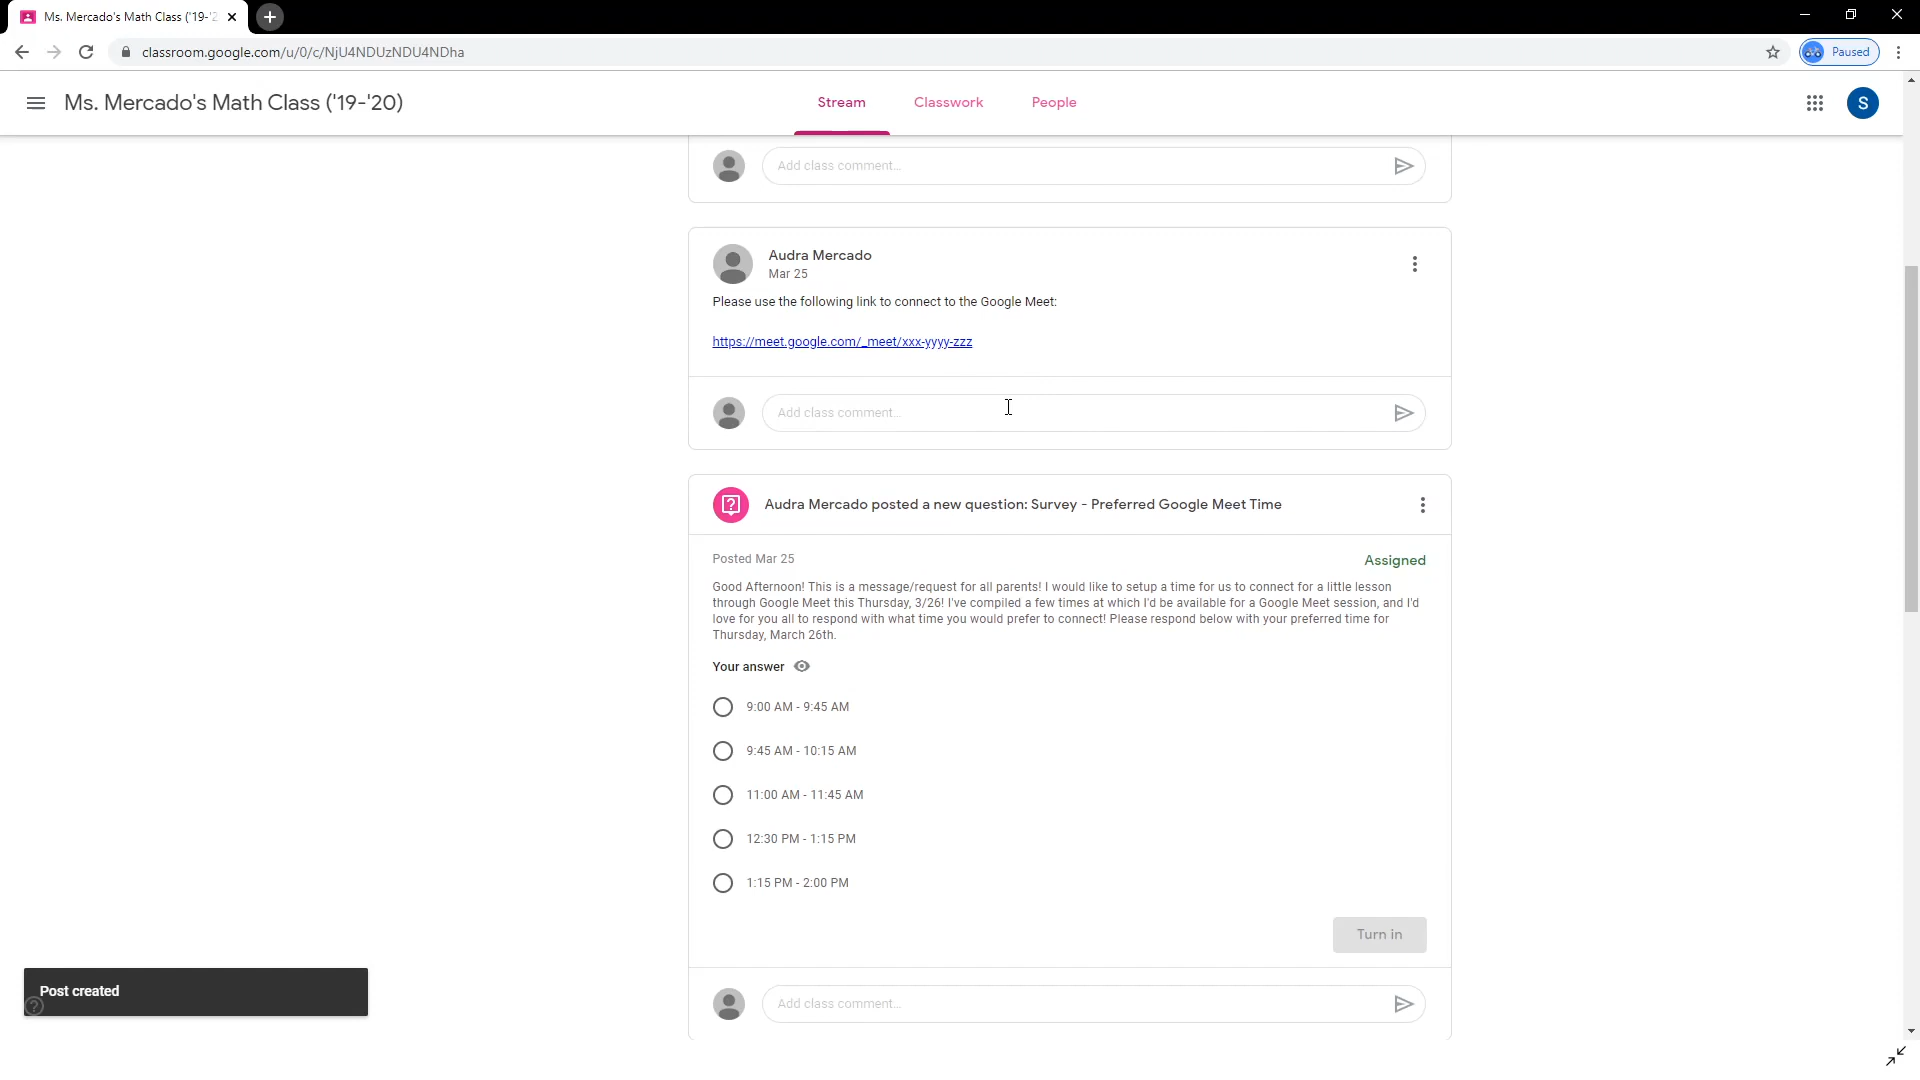 Ms. Mercado's Math Class ('19-'2
classroom.google.com/u/0/c/NjU4NDUzNDU4NDha
Paused
Ms. Mercado's Math Class ('19-'20)
Stream
Classwork
People
S
Add class comment...
Audra Mercado
Mar 25
Please use the following link to connect to the Google Meet:
https://meet.google.com/_meet/xxx-yyyy-zzz
Add class comment...
Audra Mercado posted a new question: Survey - Preferred Google Meet Time
Posted Mar 25
Assigned
Good Afternoon! This is a message/request for all parents! I would like to setup a time for us to connect for a little lesson
through Google Meet this Thursday, 3/26! I've compiled a few times at which I'd be available for a Google Meet session, and I'd
love for you all to respond with what time you would prefer to connect! Please respond below with your preferred time for
Thursday, March 26th.
Your answer
9:00 AM - 9:45 AM
9:45 AM - 10:15 AM
11:00 AM - 11:45 AM
12:30 PM - 1:15 PM
1:15 PM - 2:00 PM
Turn in
Post created
Add class comment...